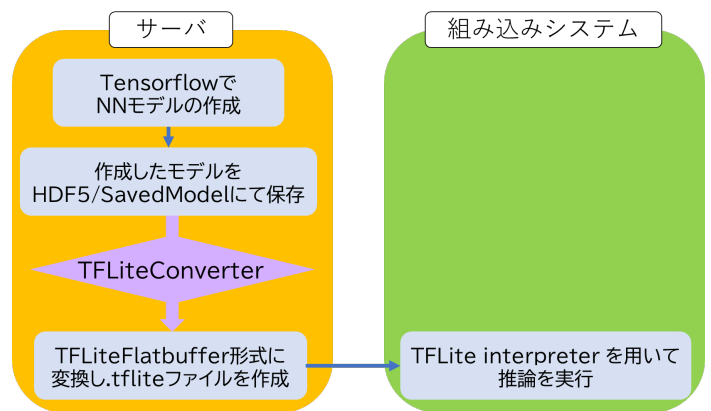 サーバ
Tensorflowで
NNモデルの作成
作成したモデルを
HDF5/SavedModelにて保存
TFLiteConverter
TFLiteFlatbuffer形式に
変換し.tfliteファイルを作成
組み込みシステム
TFLite interpreter を用いて
推論を実行